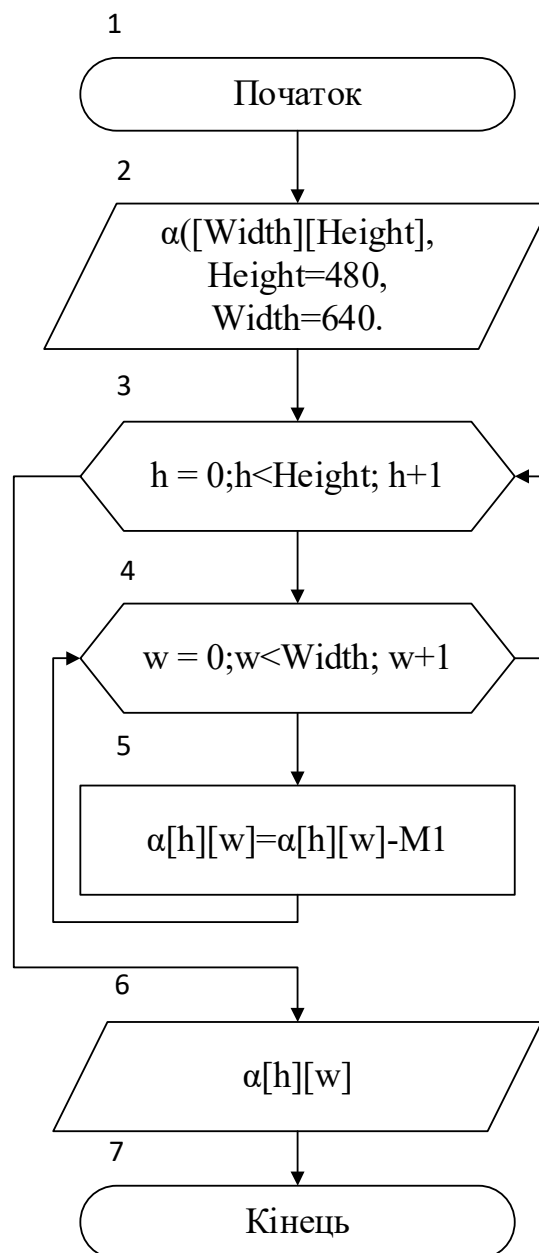 1
Початок
2
α([Width][Height],
Height=480,
Width=640.
3
h = 0;h<Height; h+1
4
w = 0;w<Width; w+1
5
α[h][w]=α[h][w]-M1
6
α[h][w]
7
Кінець